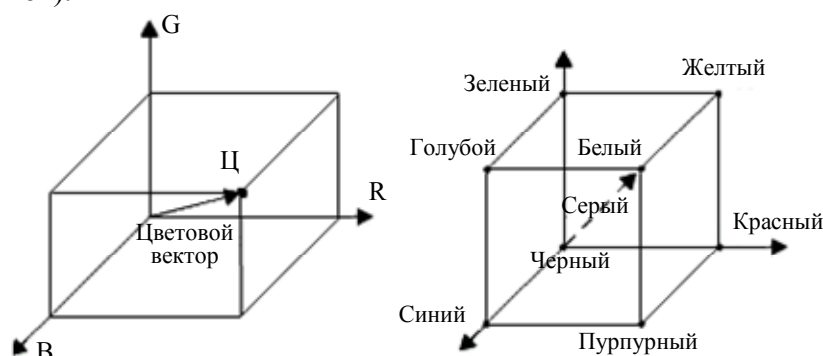 G
Ц
R
Цветовой
вектор
B
Зеленый
Желтый
Голубой
Белый
Серый
Красный
Черный
Синий
Пурпурный